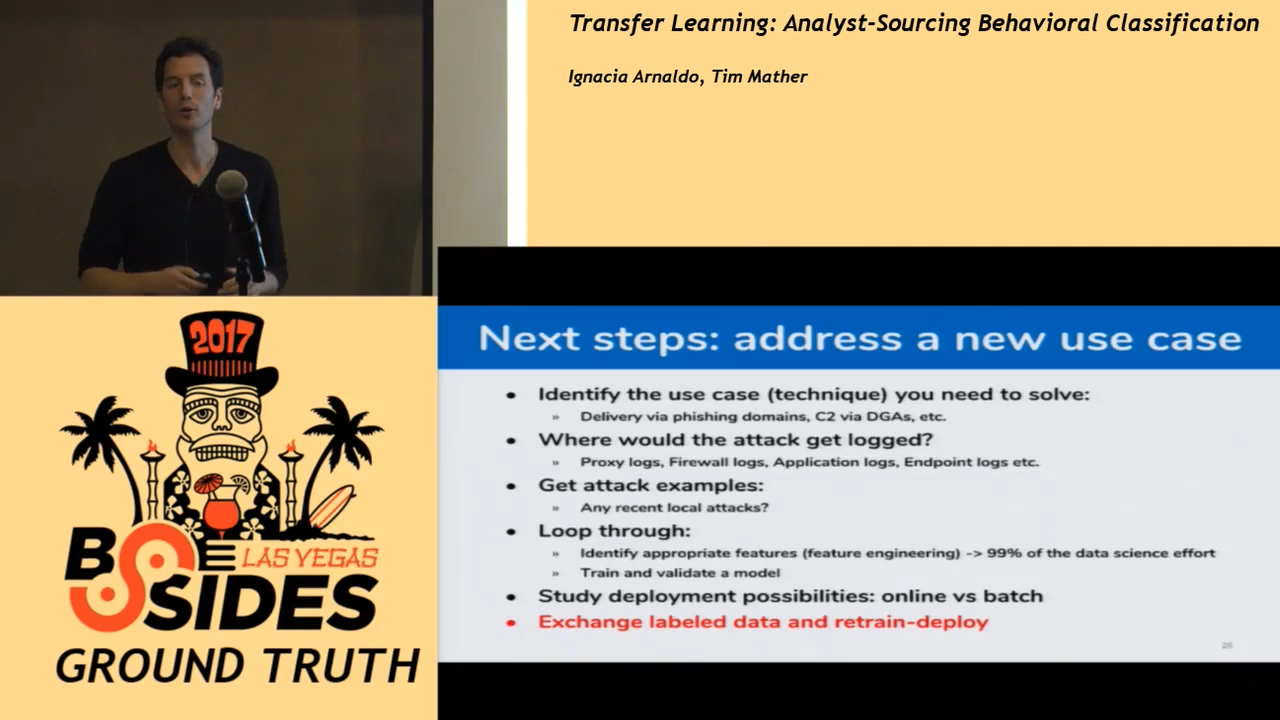 Transfer Learning: Analyst-Sourcing Behavioral Classification
Ignacia Arnaldo, Tim Mather
Next steps: address a new use case
• Identify the use case (technique) you need to solve:
» Delivery via phishing domains, C2 via DGAs, etc.
• Where would the attack get logged?
» Proxy logs, Firewall logs, Application logs, Endpoint logs etc.
• Get attack examples:
» Any recent local attacks?
• Loop through:
» Identify appropriate features (feature engineering) -> 99% of the data science effort
» Train and validate a model
• Study deployment possibilities: online vs batch
• Exchange labeled data and retrain-deploy
20
2017
BSIDES
LAS VEGAS
GROUND TRUTH